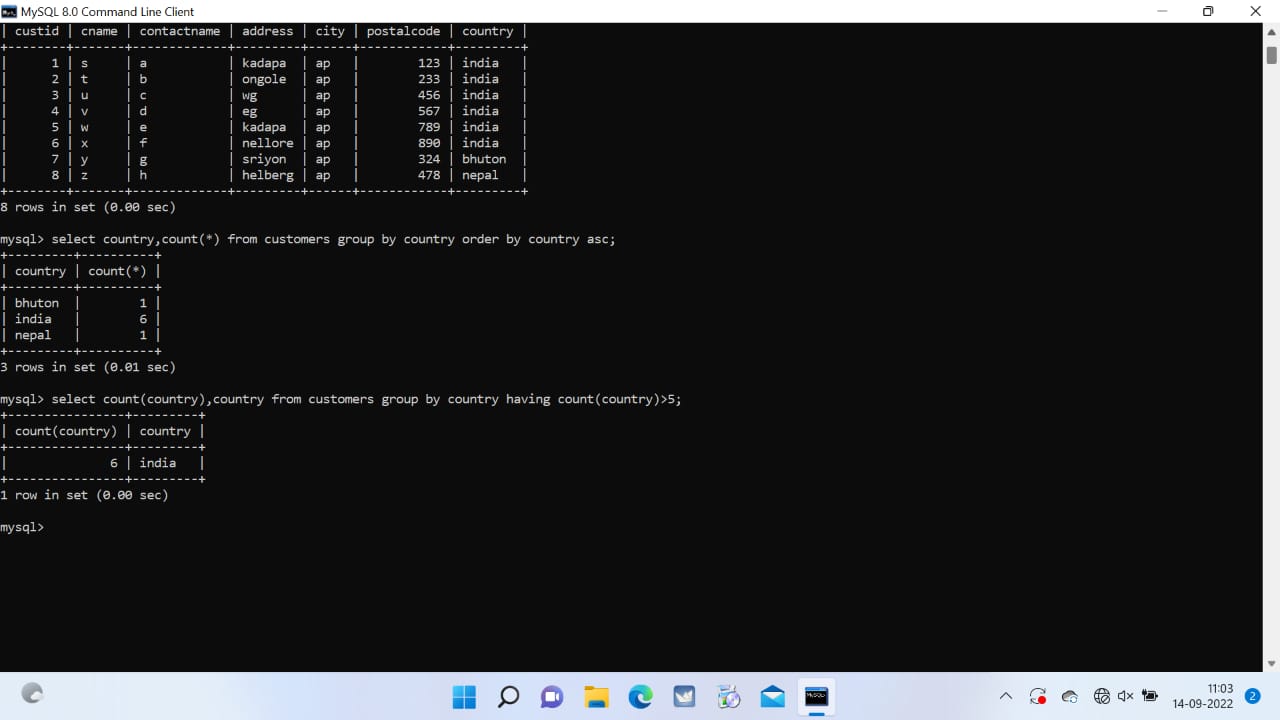 MySQL 8.0 Command Line Client
| custid | cname | contactname | address | city | postalcode | country |
+--------+-------+-------------+---------+------+------------+---------+
|      1 | s     | a           | kadapa  | ap   |        123 | india   |
|      2 | t     | b           | ongole  | ap   |        233 | india   |
|      3 | u     | c           | wg      | ap   |        456 | india   |
|      4 | v     | d           | eg      | ap   |        567 | india   |
|      5 | w     | e           | kadapa  | ap   |        789 | india   |
|      6 | x     | f           | nellore | ap   |        890 | india   |
|      7 | y     | g           | sriyon  | ap   |        324 | bhuton  |
|      8 | z     | h           | helberg | ap   |        478 | nepal   |
+--------+-------+-------------+---------+------+------------+---------+
8 rows in set (0.00 sec)
mysql> select country,count(*) from customers group by country order by country asc;
+---------+----------+
| country | count(*) |
+---------+----------+
| bhuton  |        1 |
| india   |        6 |
| nepal   |        1 |
+---------+----------+
3 rows in set (0.01 sec)
mysql> select count(country),country from customers group by country having count(country)>5;
+----------------+---------+
| count(country) | country |
+----------------+---------+
|              6 | india   |
+----------------+---------+
1 row in set (0.00 sec)
mysql>
MySQL
11:03
14-09-2022
2